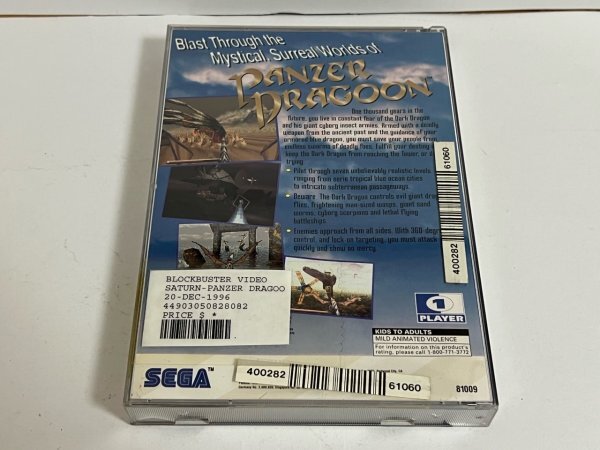 Blast Through the
Mystical, Surreal Worlds of
PANZER
DRAGOON
One thousand years in the
future, you live in constant fear of the Dark Dragon
and his giant cyborg insect armies. Armed with a deadly
weapon from the ancient past and the guidance of your
armored blue dragon, you must save your people from
endless swarms of deadly flies. Fulfill your destiny
keep the Dark Dragon from reaching the Tower, or d
trying.
• Pilot through seven unbelievably realistic levels
ranging from serie tropical blue ocean cities
to intricate subterranean passageways.
• Beware The Dark Dragon controls evil giant drag
flies, frightening man-sized wasps, giant sand
worms, cyborg scorpions and lethal flying
battleships.
• Enemies approach from all sides. With 360-degr
control, and lock on targeting, you must attack
quickly and show no mercy.
400282
61060
BLOCKBUSTER VIDEO
SATURN-PANZER DRAGOO
20-DEC-1996
44903050828082
PRICE $ *
1
PLAYER
KIDS TO ADULTS
MILD ANIMATED VIOLENCE
For information on this product's
rating, please call 1-800-771-3772
SEGA
400282
61060
81009